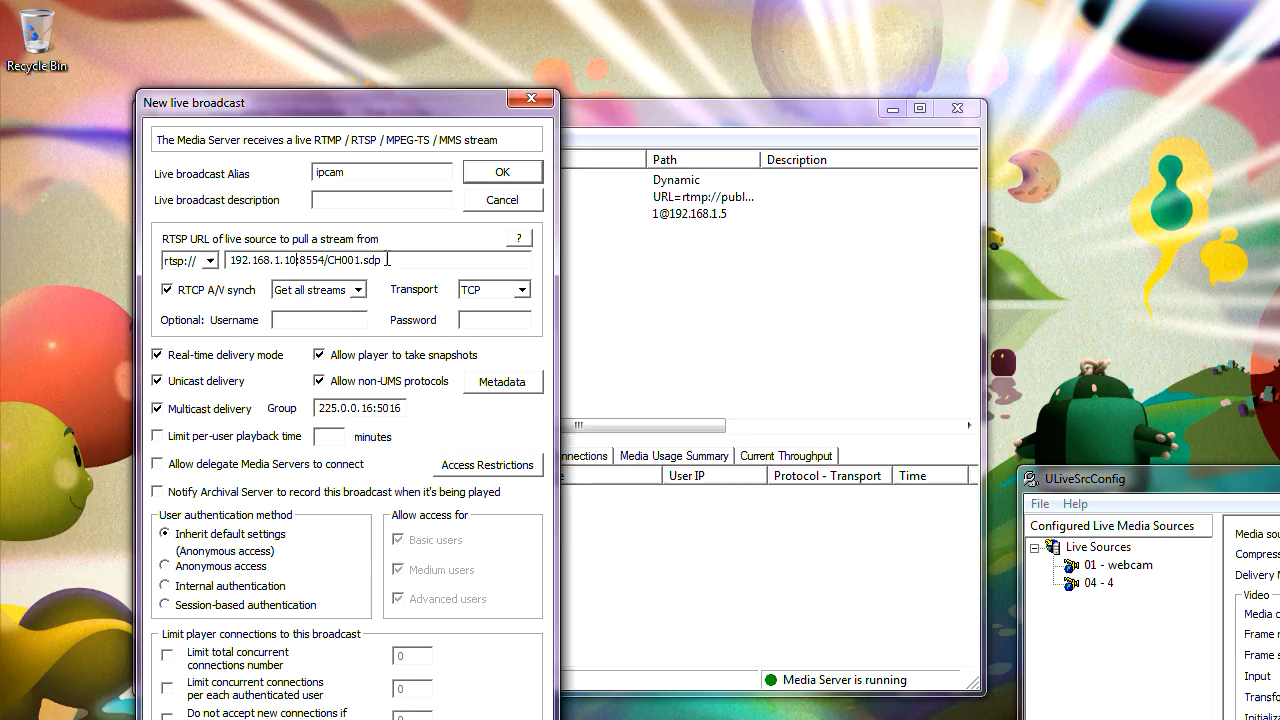 Recycle Bin
New live broadcast
The Media Server receives a live RTMP / RTSP / MPEG-TS / MMS stream
Live broadcast Alias ipcam OK
Live broadcast description Cancel
RTSP URL of live source to pull a stream from ?
rtsp:// 192.168.1.10:8554/CH001.sdp
RTCP A/V synch Get all streams Transport TCP
Optional: Username Password
Real-time delivery mode Allow player to take snapshots
Unicast delivery Allow non-UMS protocols Metadata
Multicast delivery Group 225.0.0.16:5016
Limit per-user playback time minutes
Allow delegate Media Servers to connect Access Restrictions
Notify Archival Server to record this broadcast when it's being played
User authentication method
Inherit default settings
(Anonymous access)
Anonymous access
Internal authentication
Session-based authentication
Allow access for
Basic users
Medium users
Advanced users
Limit player connections to this broadcast
Limit total concurrent
connections number 0
Limit concurrent connections
per each authenticated user 0
Do not accept new connections if
Path Description
Dynamic
URL=rtmp://publ...
1@192.168.1.5
nnections Media Usage Summary Current Throughput
User IP Protocol - Transport Time
Media Server is running
ULiveSrcConfig
File Help
Configured Live Media Sources
Live Sources
01 - webcam
04 - 4
Media sou
Compres
Delivery M
Video
Media d
Frame r
Frame s
Input
Transfo
Initializ